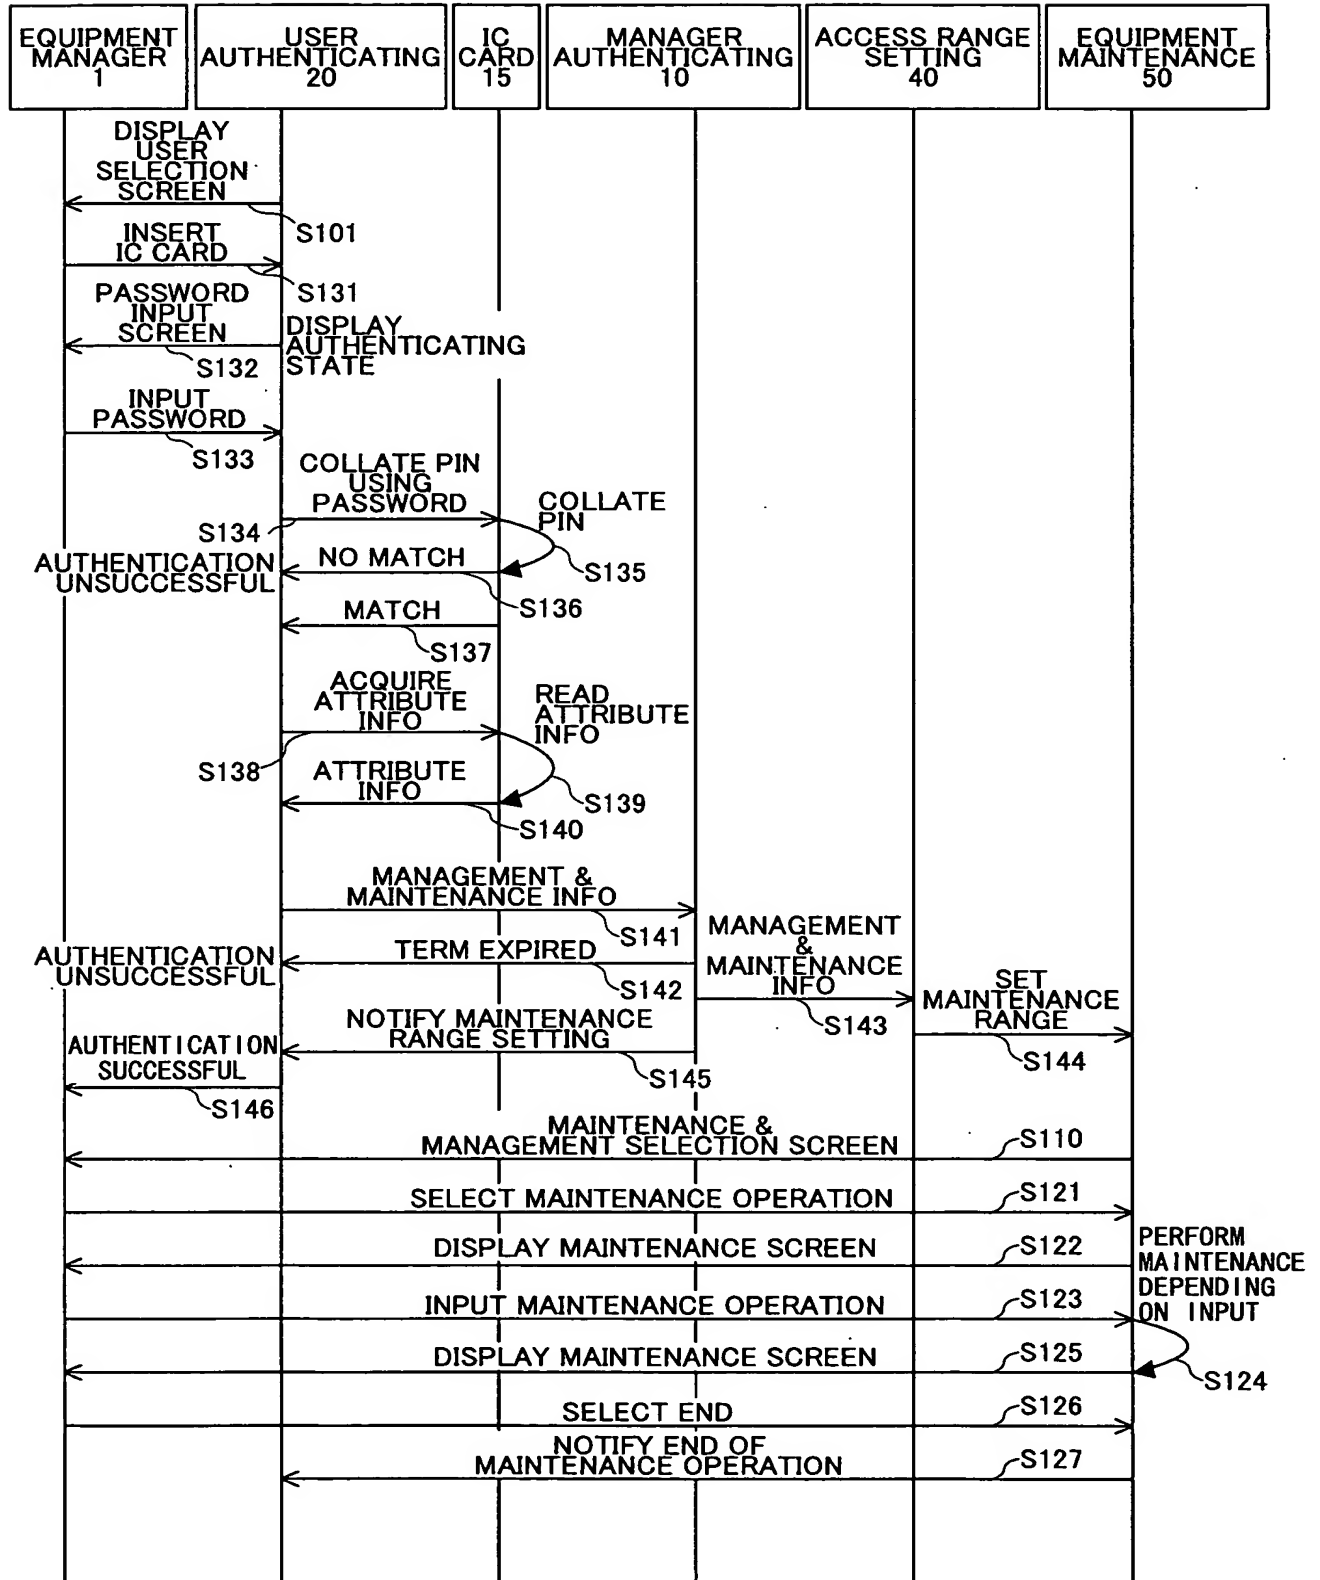 EQUIPMENT
MANAGER
1
USER
AUTHENTICATING
20
IC
CARD
15
MANAGER
AUTHENTICATING
10
ACCESS RANGE
SETTING
40
EQUIPMENT
MAINTENANCE
50
DISPLAY
USER
SELECTION
SCREEN
S101
INSERT
IC CARD
S131
PASSWORD
INPUT
SCREEN
S132
DISPLAY
AUTHENTICATING
STATE
INPUT
PASSWORD
S133
COLLATE PIN
USING
PASSWORD
S134
COLLATE
PIN
S135
AUTHENTICATION
UNSUCCESSFUL
NO MATCH
S136
MATCH
S137
ACQUIRE
ATTRIBUTE
INFO
S138
READ
ATTRIBUTE
INFO
S139
ATTRIBUTE
INFO
S140
MANAGEMENT &
MAINTENANCE INFO
S141
AUTHENTICATION
UNSUCCESSFUL
TERM EXPIRED
S142
MANAGEMENT
&
MAINTENANCE
INFO
S143
SET
MAINTENANCE
RANGE
S144
NOTIFY MAINTENANCE
RANGE SETTING
S145
AUTHENTICATION
SUCCESSFUL
S146
MAINTENANCE &
MANAGEMENT SELECTION SCREEN
S110
SELECT MAINTENANCE OPERATION
S121
DISPLAY MAINTENANCE SCREEN
S122
PERFORM
MAINTENANCE
DEPENDING
ON INPUT
INPUT MAINTENANCE OPERATION
S123
DISPLAY MAINTENANCE SCREEN
S125
S124
SELECT END
S126
NOTIFY END OF
MAINTENANCE OPERATION
S127